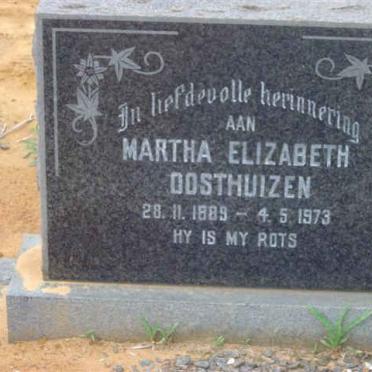 In liefdevolle herinnering
AAN
MARTHA ELIZABETH
OOSTHUIZEN
28. 11. 1889 – 4. 5. 1973
HY IS MY ROTS